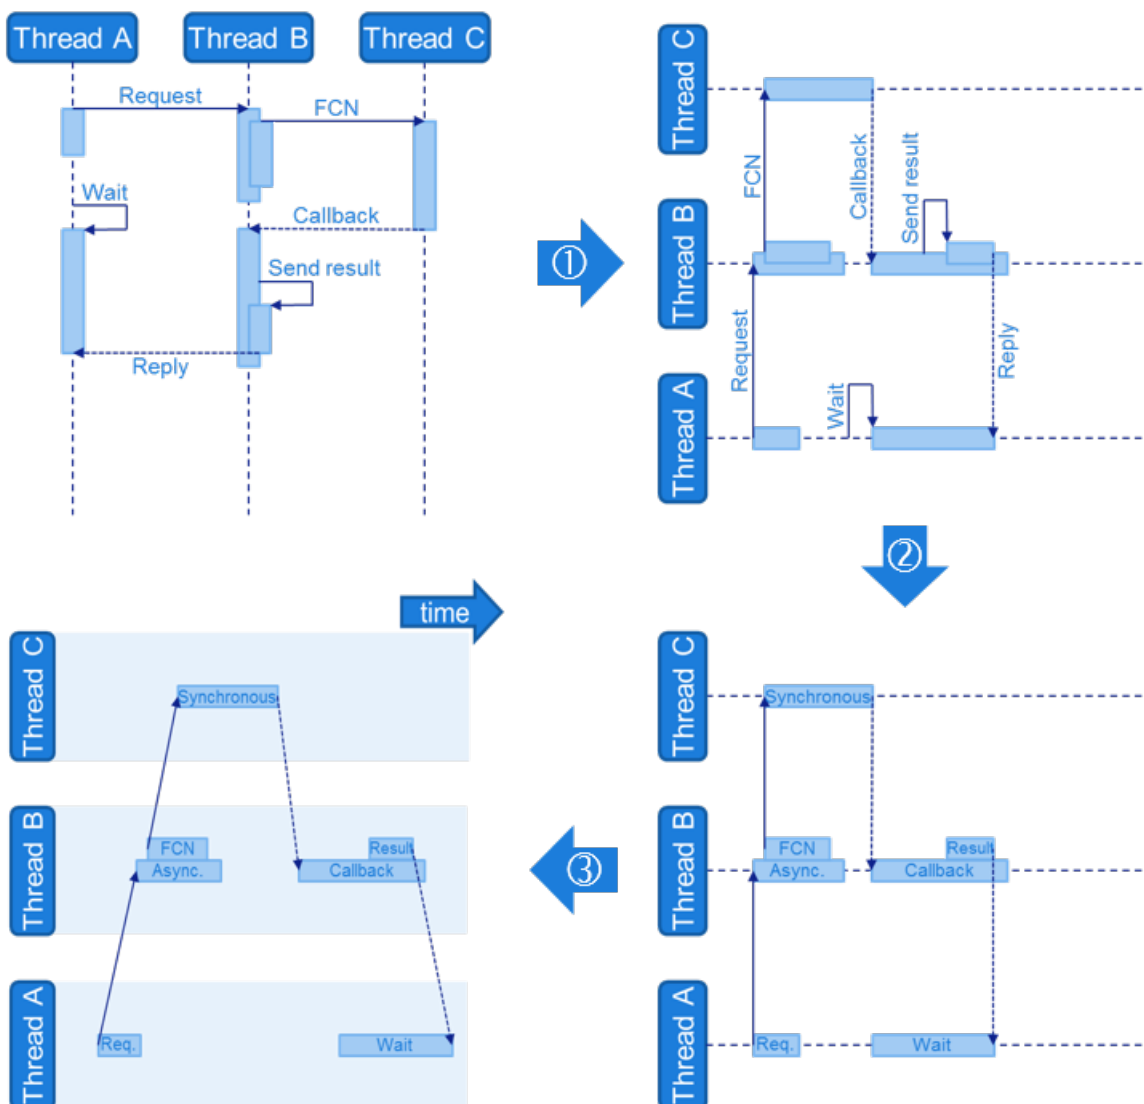 Thread A
Thread B
Thread C
Request
FCN
Wait
Callback
Send result
Reply
①
Thread C
FCN
Callback
Send result
Thread B
Request
Reply
Thread A
Wait
②
time
Thread C
Synchronous
Thread B
FCN
Result
Async.
Callback
Thread A
Req.
Wait
③
Thread C
Synchronous
Thread B
FCN
Result
Async.
Callback
Thread A
Req.
Wait